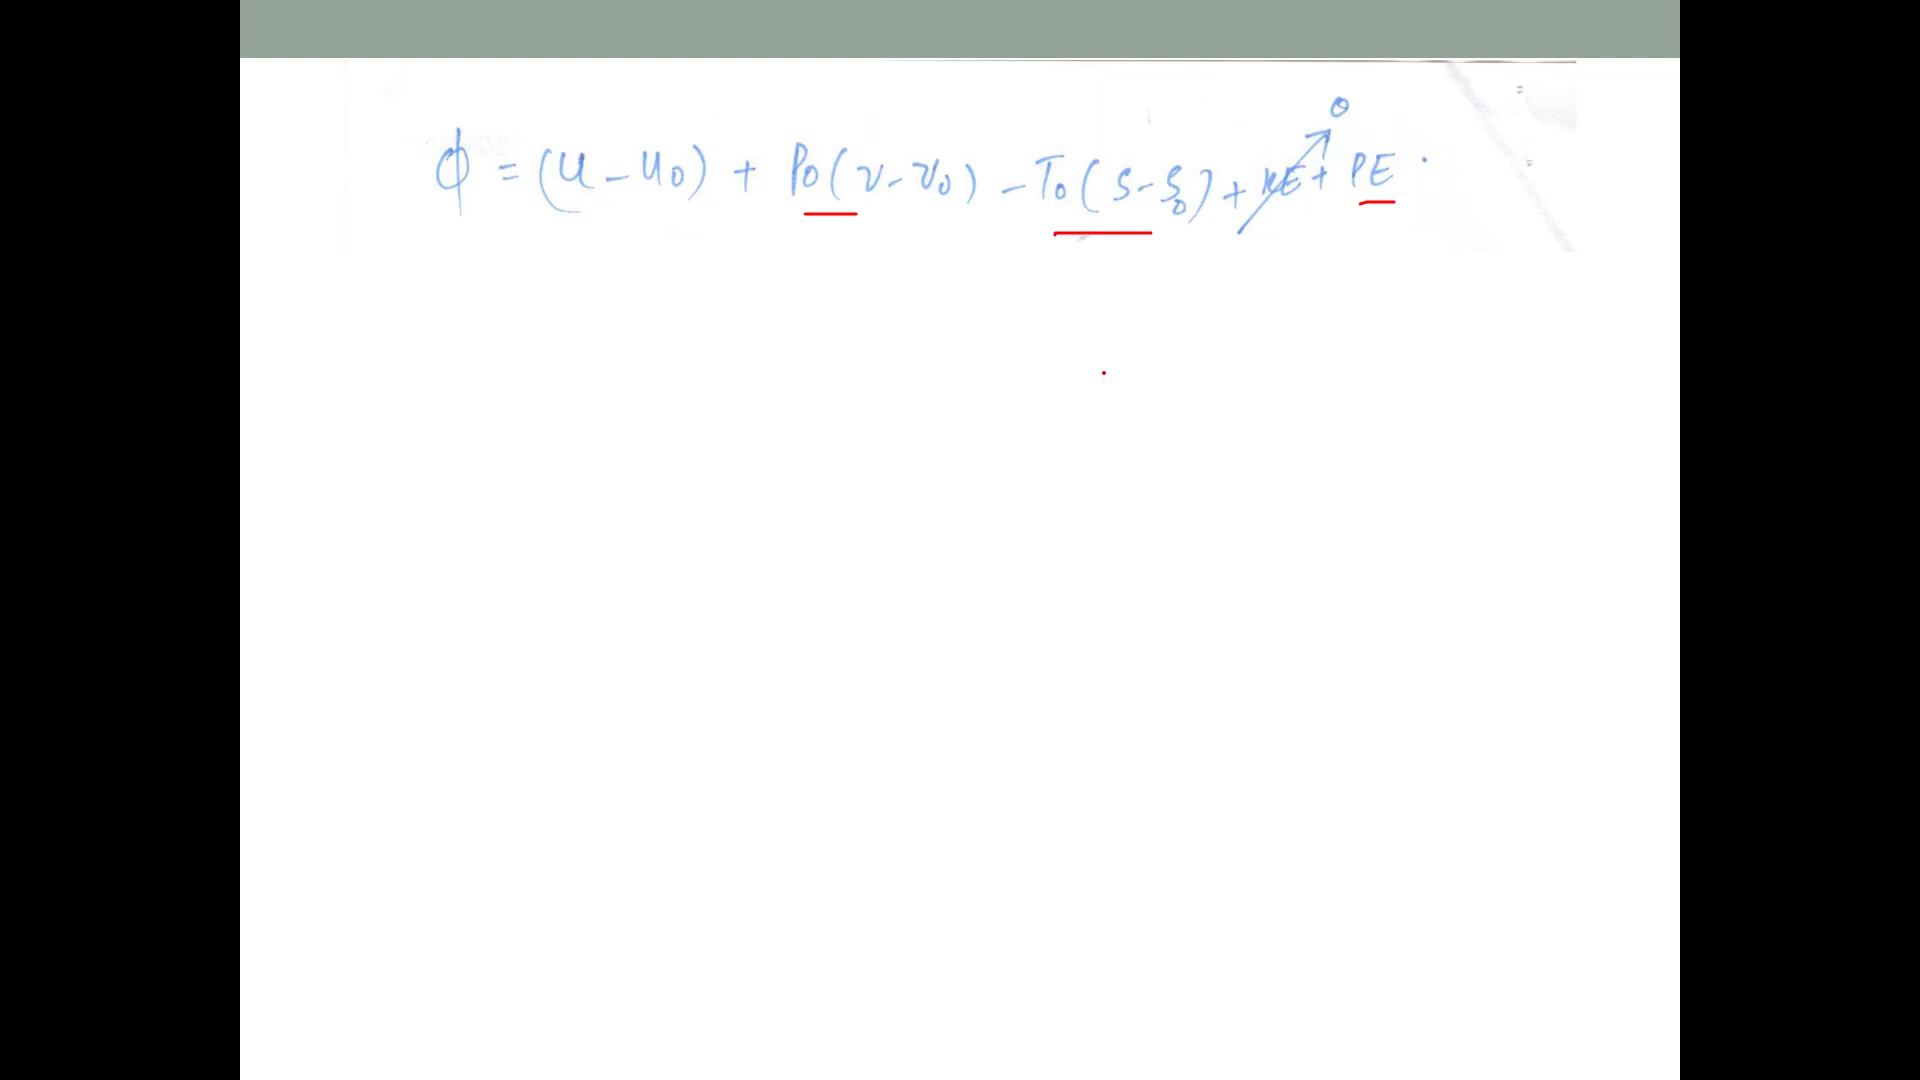 ϕ = (u - u₀) + P₀(v - v₀) - T₀(s - s₀) + KE + PE .
0